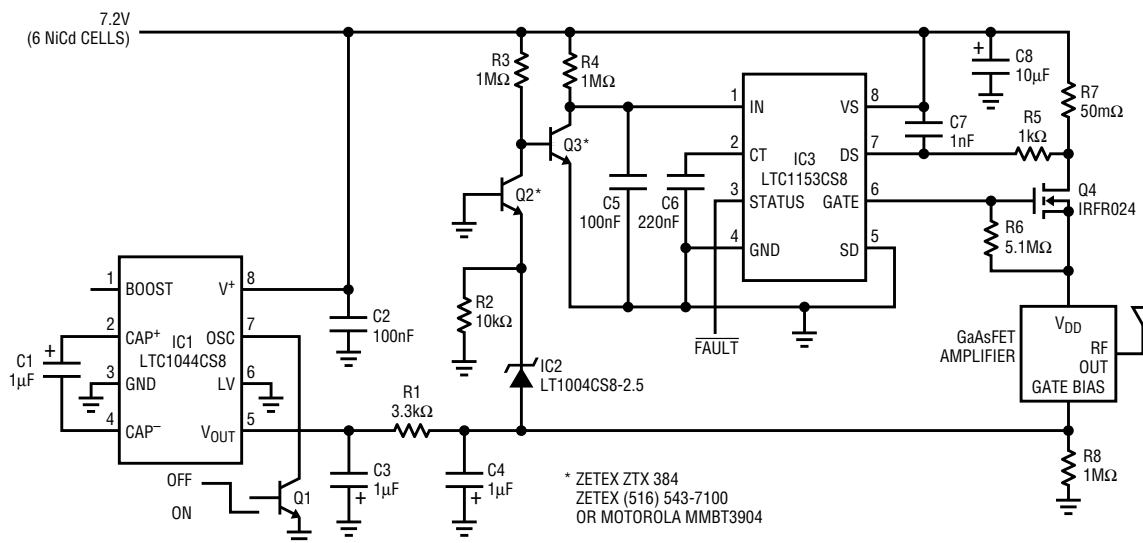 7.2V
(6 NiCd CELLS)
R3
1MΩ
R4
1MΩ
+
C8
10µF
R7
50mΩ
1
IN
VS
8
C7
1nF
R5
1kΩ
Q3*
2
CT
IC3
LTC1153CS8
DS
7
Q2*
C5
100nF
C6
220nF
3
STATUS
GATE
6
Q4
IRFR024
R6
5.1MΩ
4
GND
SD
5
1
BOOST
V+
8
R2
10kΩ
C2
100nF
FAULT
GaAsFET
AMPLIFIER
VDD
RF
OUT
GATE BIAS
C1
1µF
+
2
CAP+
IC1
LTC1044CS8
OSC
7
3
GND
LV
6
IC2
LT1004CS8-2.5
4
CAP–
VOUT
5
R1
3.3kΩ
C3
1µF
+
C4
1µF
+
R8
1MΩ
OFF
ON
Q1
* ZETEX ZTX 384
ZETEX (516) 543-7100
OR MOTOROLA MMBT3904